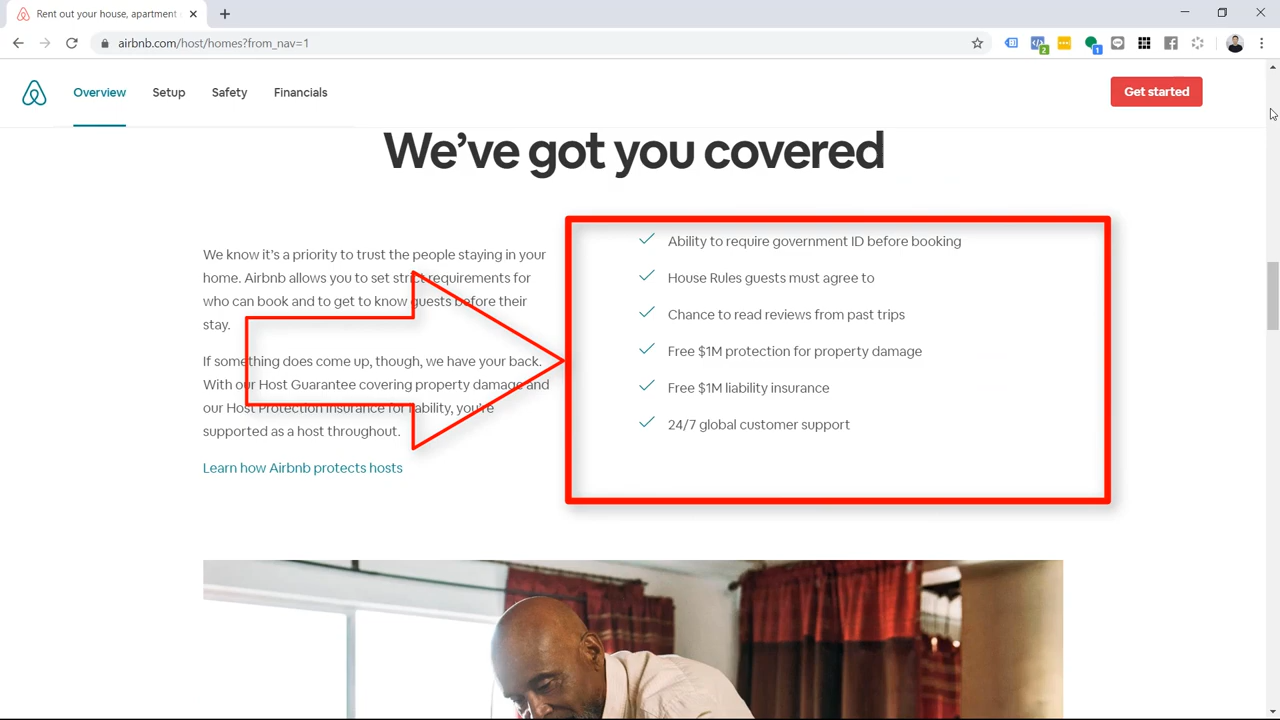 Rent out your house, apartment
airbnb.com/host/homes?from_nav=1
2
1
Overview
Setup
Safety
Financials
Get started
We've got you covered
We know it's a priority to trust the people staying in your
home. Airbnb allows you to set strict requirements for
who can book and to get to know guests before their
stay.
If something does come up, though, we have your back.
With our Host Guarantee covering property damage and
our Host Protection Insurance for liability, you're
supported as a host throughout.
Learn how Airbnb protects hosts
Ability to require government ID before booking
House Rules guests must agree to
Chance to read reviews from past trips
Free $1M protection for property damage
Free $1M liability insurance
24/7 global customer support